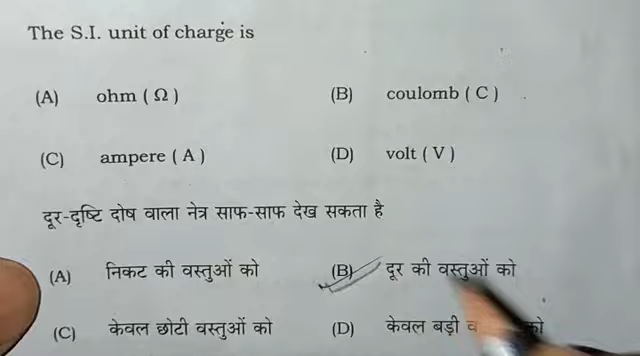 The S.I. unit of charge is
(A) ohm ( Ω ) (B) coulomb ( C )
(C) ampere ( A ) (D) volt ( V )
दूर-दृष्टि दोष वाला नेत्र साफ-साफ देख सकता है
(A) निकट की वस्तुओं को (B) दूर की वस्तुओं को
(C) केवल छोटी वस्तुओं को (D) केवल बड़ी को